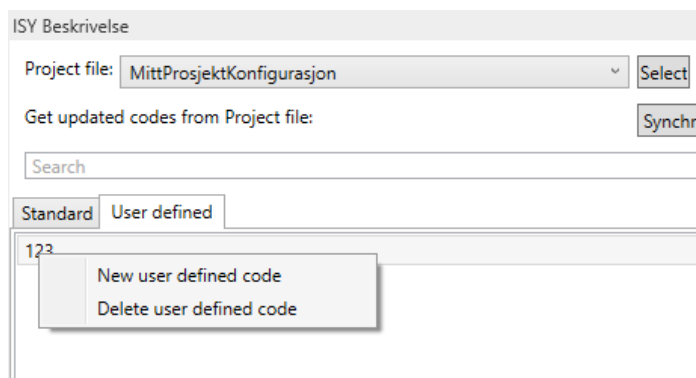 ISY Beskrivelse
Project file: MittProsjektKonfigurasjon Select
Get updated codes from Project file:
Search
Standard User defined
123
New user defined code
Delete user defined code